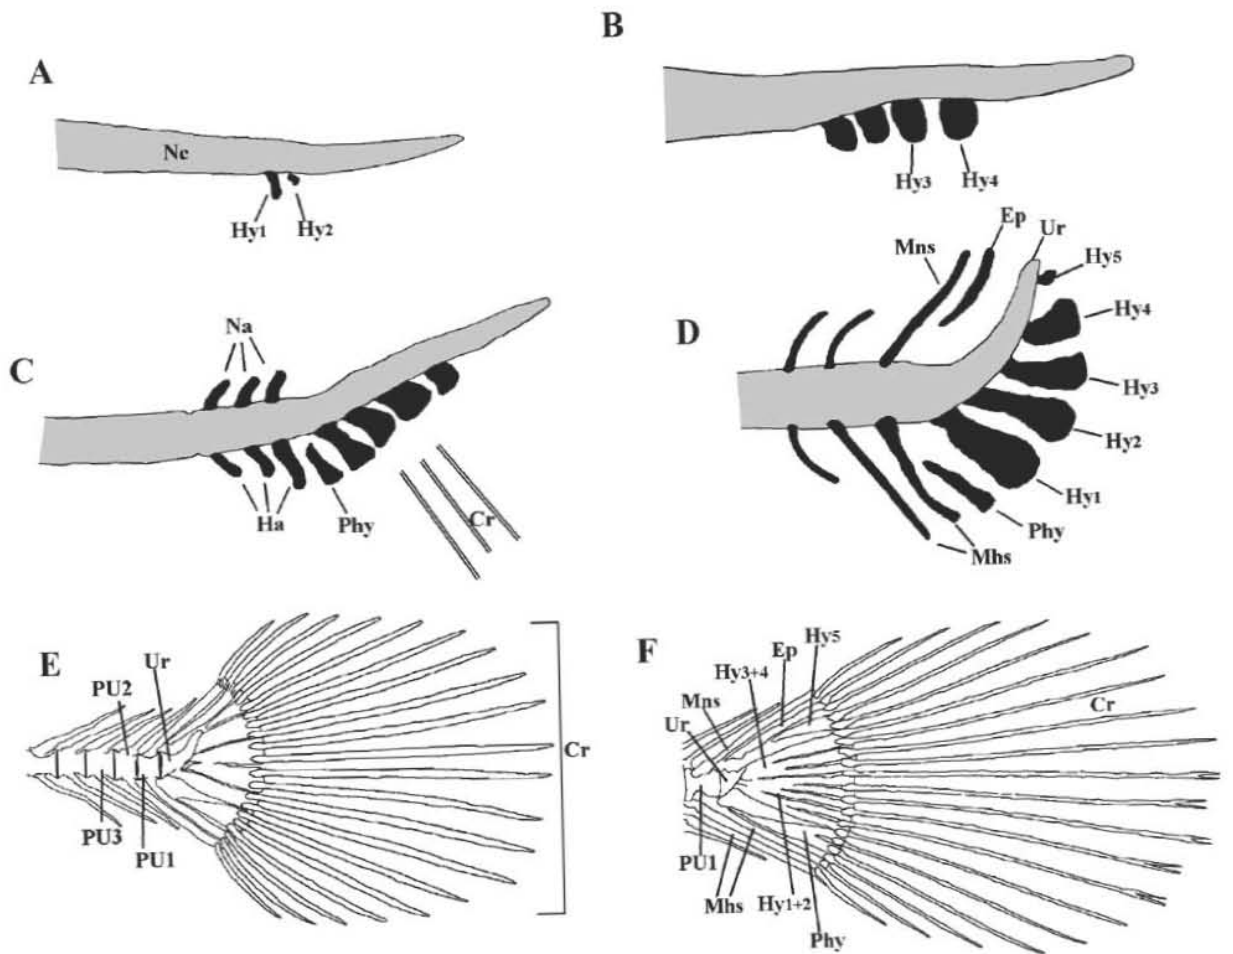 A
Nc
Hy1
Hy2
B
Hy3
Hy4
C
Na
Ha
Phy
Cr
D
Mns
Ep
Ur
Hy5
Hy4
Hy3
Hy2
Hy1
Phy
Mhs
E
Ur
PU2
PU3
PU1
Cr
F
Hy5
Ep
Hy3+4
Mns
Ur
Cr
PU1
Mhs
Hy1+2
Phy